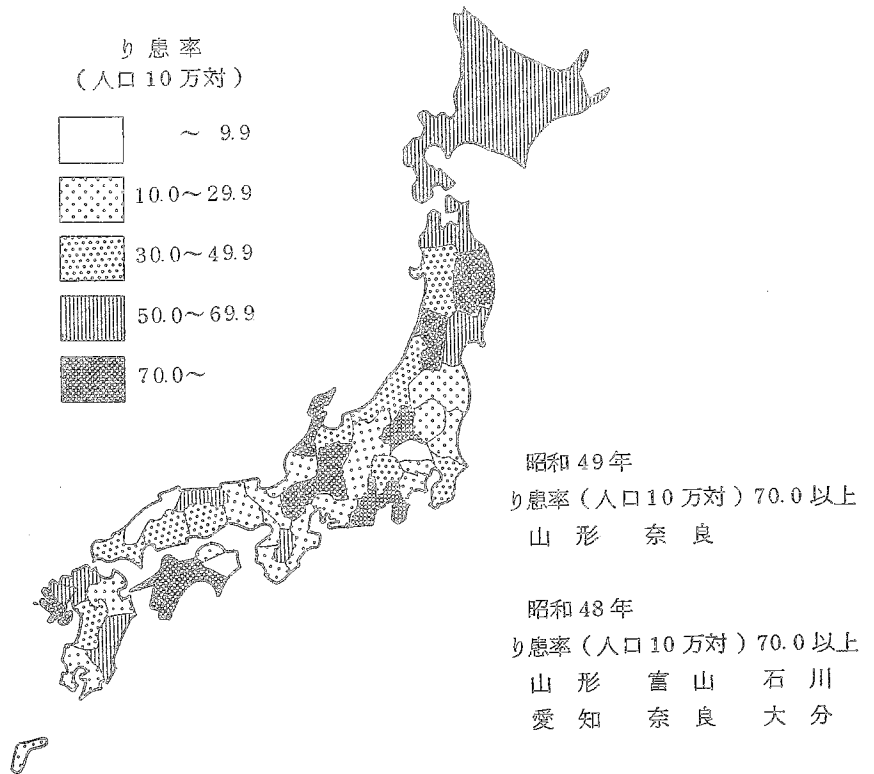 り患率
(人口10万対)
～ 9.9
10.0～29.9
30.0～49.9
50.0～69.9
70.0～
昭和49年
り患率(人口10万対)70.0以上
山形 奈良
昭和48年
り患率(人口10万対)70.0以上
山形 富山 石川
愛知 奈良 大分